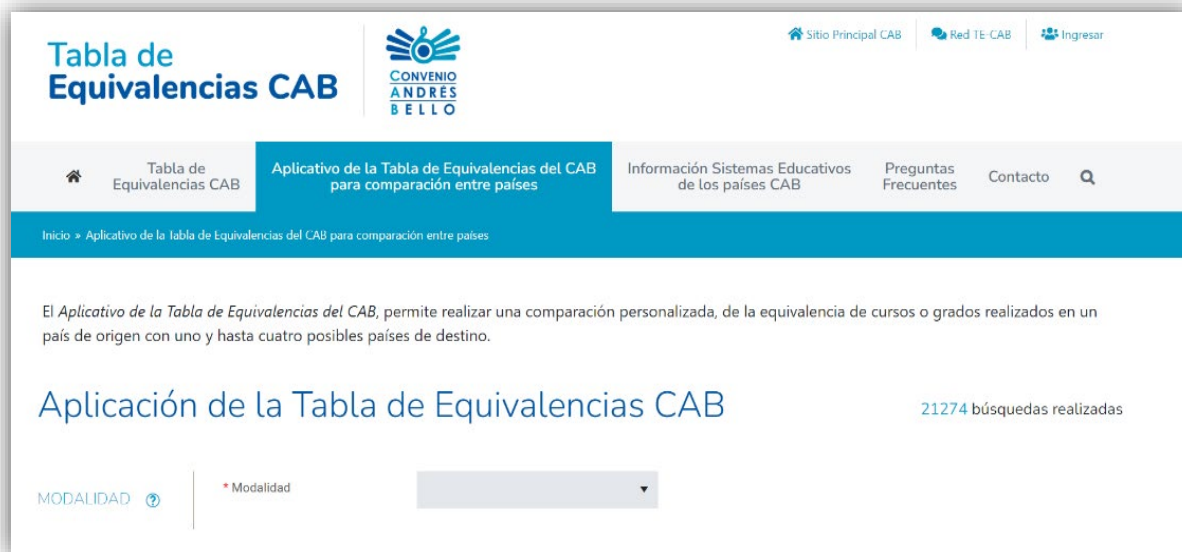 Tabla de
Equivalencias CAB
CONVENIO
ANDRÉS
BELLO
Sitio Principal CAB
Red TE-CAB
Ingresar
Tabla de
Equivalencias CAB
Aplicativo de la Tabla de Equivalencias del CAB
para comparación entre países
Información Sistemas Educativos
de los países CAB
Preguntas
Frecuentes
Contacto
Inicio » Aplicativo de la Tabla de Equivalencias del CAB para comparación entre países
El Aplicativo de la Tabla de Equivalencias del CAB, permite realizar una comparación personalizada, de la equivalencia de cursos o grados realizados en un
país de origen con uno y hasta cuatro posibles países de destino.
Aplicación de la Tabla de Equivalencias CAB
21274 búsquedas realizadas
MODALIDAD ?
* Modalidad